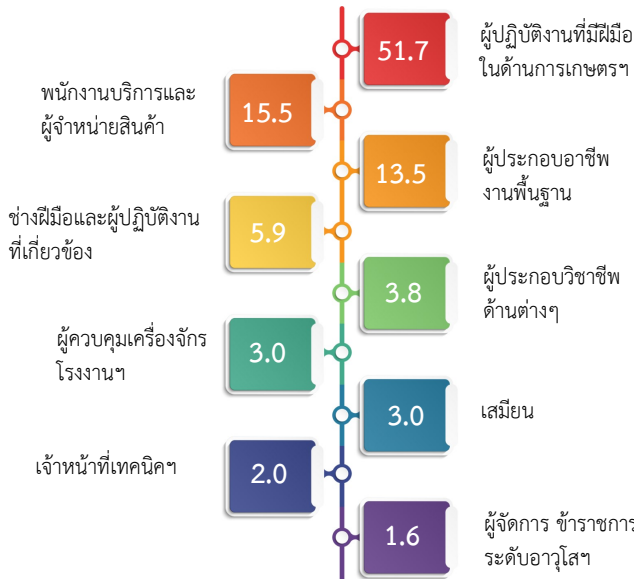 51.7
ผู้ปฏิบัติงานที่มีฝีมือ
ในด้านการเกษตรฯ
พนักงานบริการและ
ผู้จำหน่ายสินค้า
15.5
13.5
ผู้ประกอบอาชีพ
งานพื้นฐาน
ช่างฝีมือและผู้ปฏิบัติงาน
ที่เกี่ยวข้อง
5.9
3.8
ผู้ประกอบวิชาชีพ
ด้านต่างๆ
ผู้ควบคุมเครื่องจักร
โรงงานฯ
3.0
3.0
เสมียน
เจ้าหน้าที่เทคนิคฯ
2.0
1.6
ผู้จัดการ ข้าราชการ
ระดับอาวุโสฯ